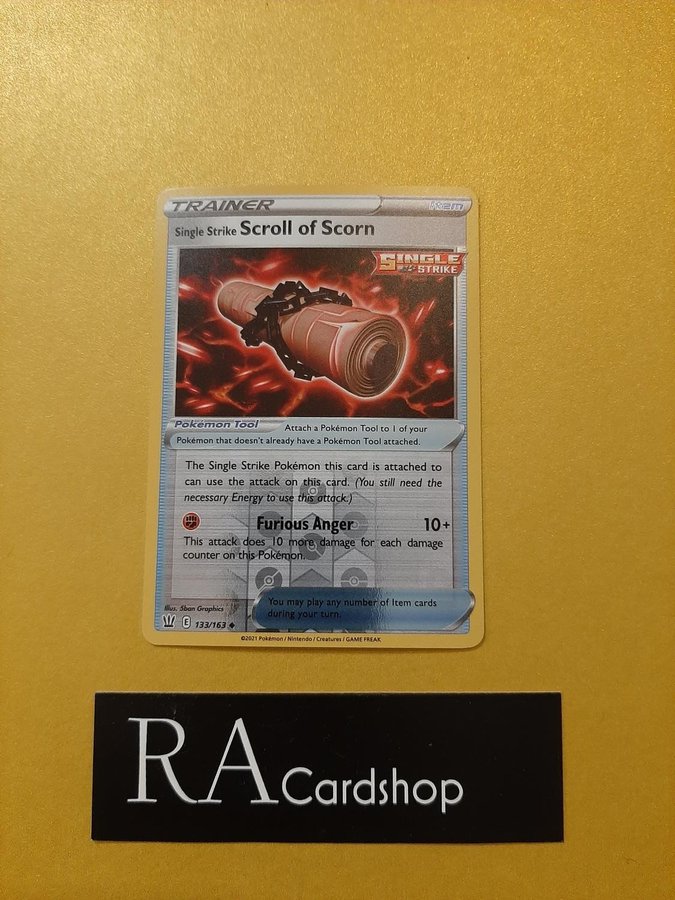 TRAINER Item
Single Strike Scroll of Scorn
SINGLE
STRIKE
Pokémon Tool Attach a Pokémon Tool to 1 of your
Pokémon that doesn't already have a Pokémon Tool attached.
The Single Strike Pokémon this card is attached to
can use the attack on this card. (You still need the
necessary Energy to use this attack.)
Furious Anger 10+
This attack does 10 more damage for each damage
counter on this Pokémon.
Illus. 5ban Graphics
You may play any number of Item cards
during your turn.
E 133/163
©2021 Pokémon / Nintendo / Creatures / GAME FREAK
RA Cardshop